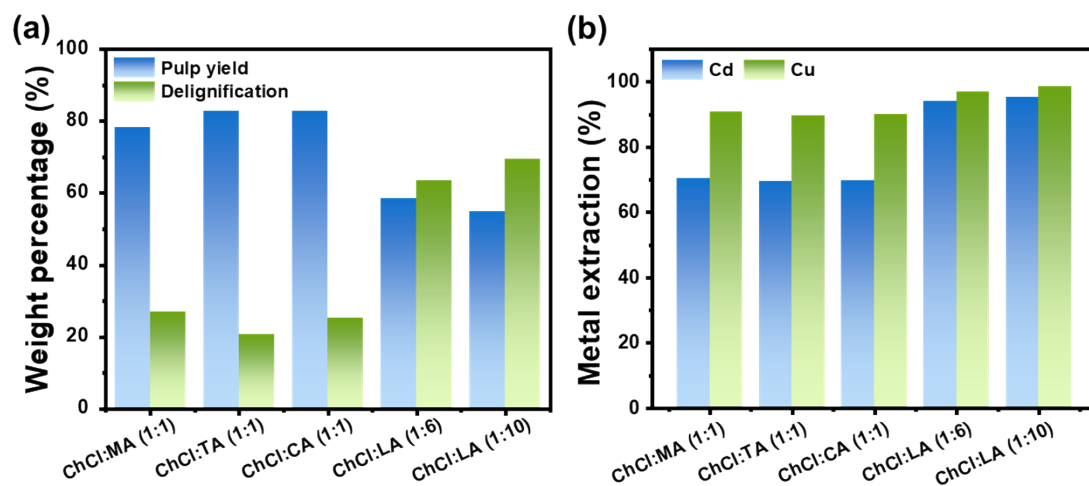 (a)
Weight percentage (%)
100
80
60
40
20
0
Pulp yield
Delignification
ChCl:MA (1:1)
ChCl:TA (1:1)
ChCl:CA (1:1)
ChCl:LA (1:6)
ChCl:LA (1:10)
(b)
Metal extraction (%)
100
80
60
40
20
0
Cd
Cu
ChCl:MA (1:1)
ChCl:TA (1:1)
ChCl:CA (1:1)
ChCl:LA (1:6)
ChCl:LA (1:10)